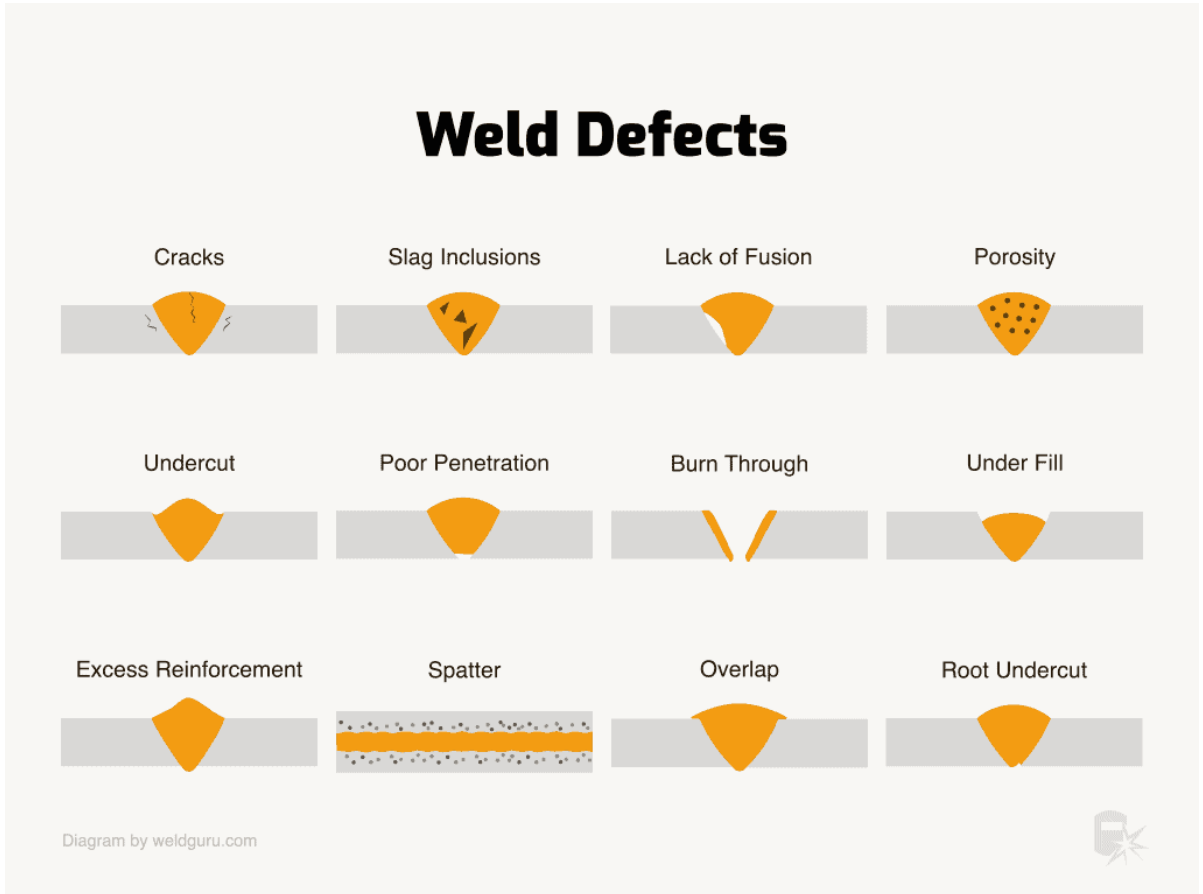 Weld Defects
Cracks
Slag Inclusions
Lack of Fusion
Porosity
Undercut
Poor Penetration
Burn Through
Under Fill
Excess Reinforcement
Spatter
Overlap
Root Undercut
Diagram by weldguru.com